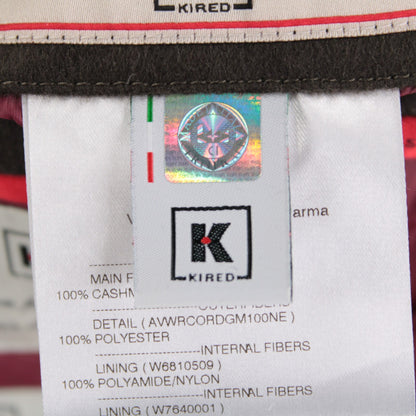 KIRED
V
arma
K
KIRED
MAIN F
100% CASHM
DETAIL ( AVWRCORDGM100NE )
100% POLYESTER
--------------------INTERNAL FIBERS
LINING ( W6810509 )
100% POLYAMIDE/NYLON
--------------------INTERNAL FIBERS
LINING ( W7640001 )